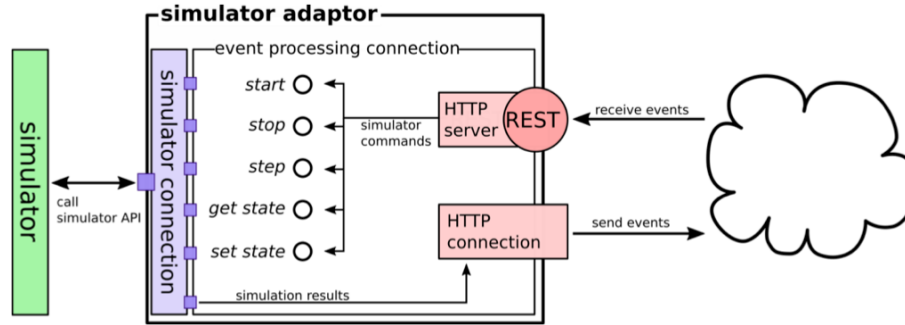 simulator adaptor
event processing connection
simulator
call
simulator API
simulator connection
start
stop
step
get state
set state
simulator
commands
simulation results
HTTP
server
REST
HTTP
connection
receive events
send events